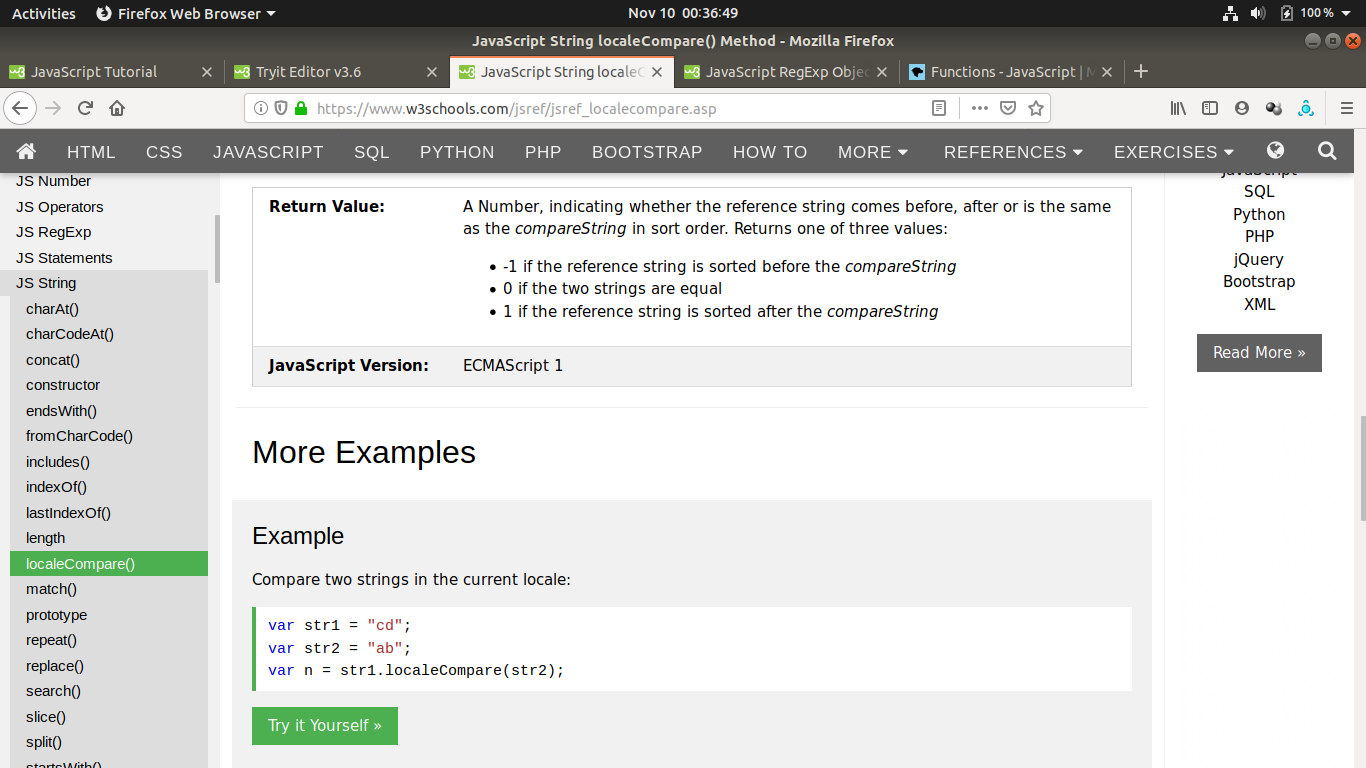 Activities Firefox Web Browser Nov 10 00:36:49 100 %
JavaScript String localeCompare() Method - Mozilla Firefox
JavaScript Tutorial Tryit Editor v3.6 JavaScript String localeC JavaScript RegExp Objec Functions - JavaScript | M
https://www.w3schools.com/jsref/jsref_localecompare.asp
HTML CSS JAVASCRIPT SQL PYTHON PHP BOOTSTRAP HOW TO MORE REFERENCES EXERCISES
JS Number
JS Operators
JS RegExp
JS Statements
JS String
charAt()
charCodeAt()
concat()
constructor
endsWith()
fromCharCode()
includes()
indexOf()
lastIndexOf()
length
localeCompare()
match()
prototype
repeat()
replace()
search()
slice()
split()
startsWith()
Return Value: A Number, indicating whether the reference string comes before, after or is the same
as the compareString in sort order. Returns one of three values:
• -1 if the reference string is sorted before the compareString
• 0 if the two strings are equal
• 1 if the reference string is sorted after the compareString
JavaScript Version: ECMAScript 1
More Examples
Example
Compare two strings in the current locale:
var str1 = "cd";
var str2 = "ab";
var n = str1.localeCompare(str2);
Try it Yourself »
JavaScript
SQL
Python
PHP
jQuery
Bootstrap
XML
Read More »